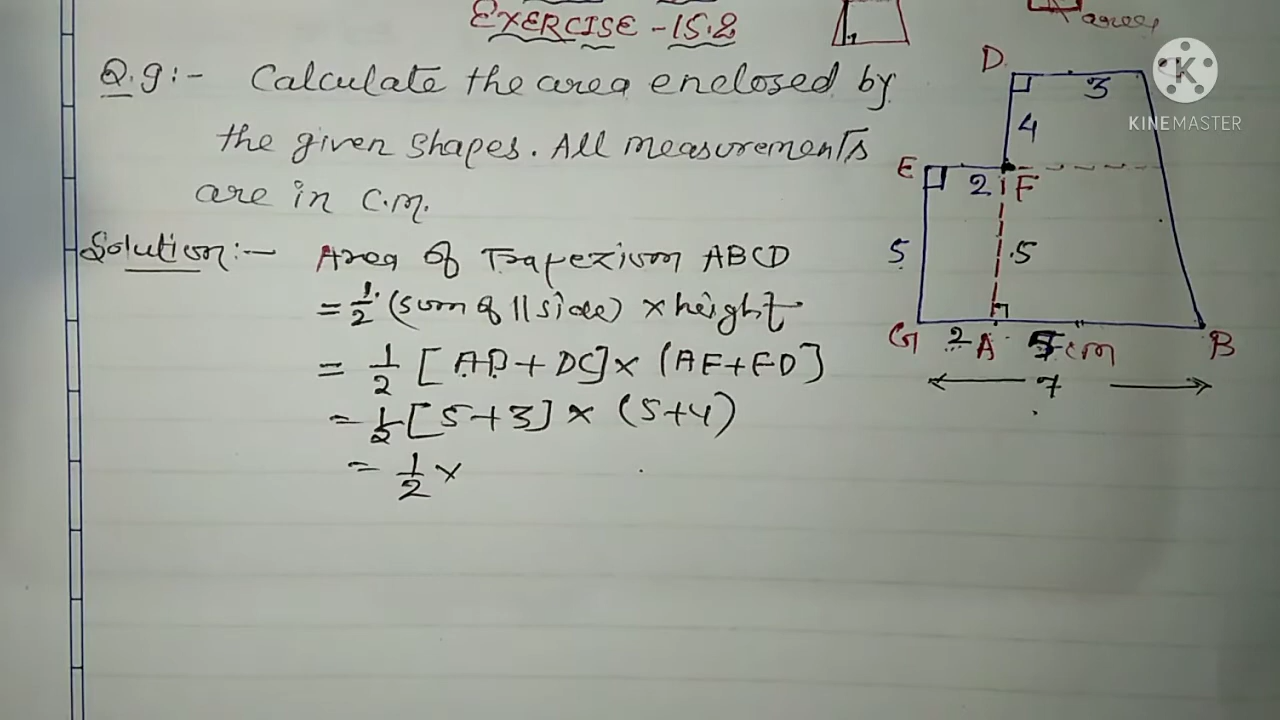 EXERCISE -15.2
Q.9:- Calculate the area enclosed by
the given shapes. All measurements
are in C.M.
Solution:- Area of Trapezium ABCD
= 1/2 (sum of || side) × height
= 1/2 [AB + DC] × (AF+FD]
= 1/2 [5+3] × (5+4)
= 1/2 ×
D
3
4
E
2
F
5
.5
G
2
A
5 cm
B
7
K
KINEMASTER